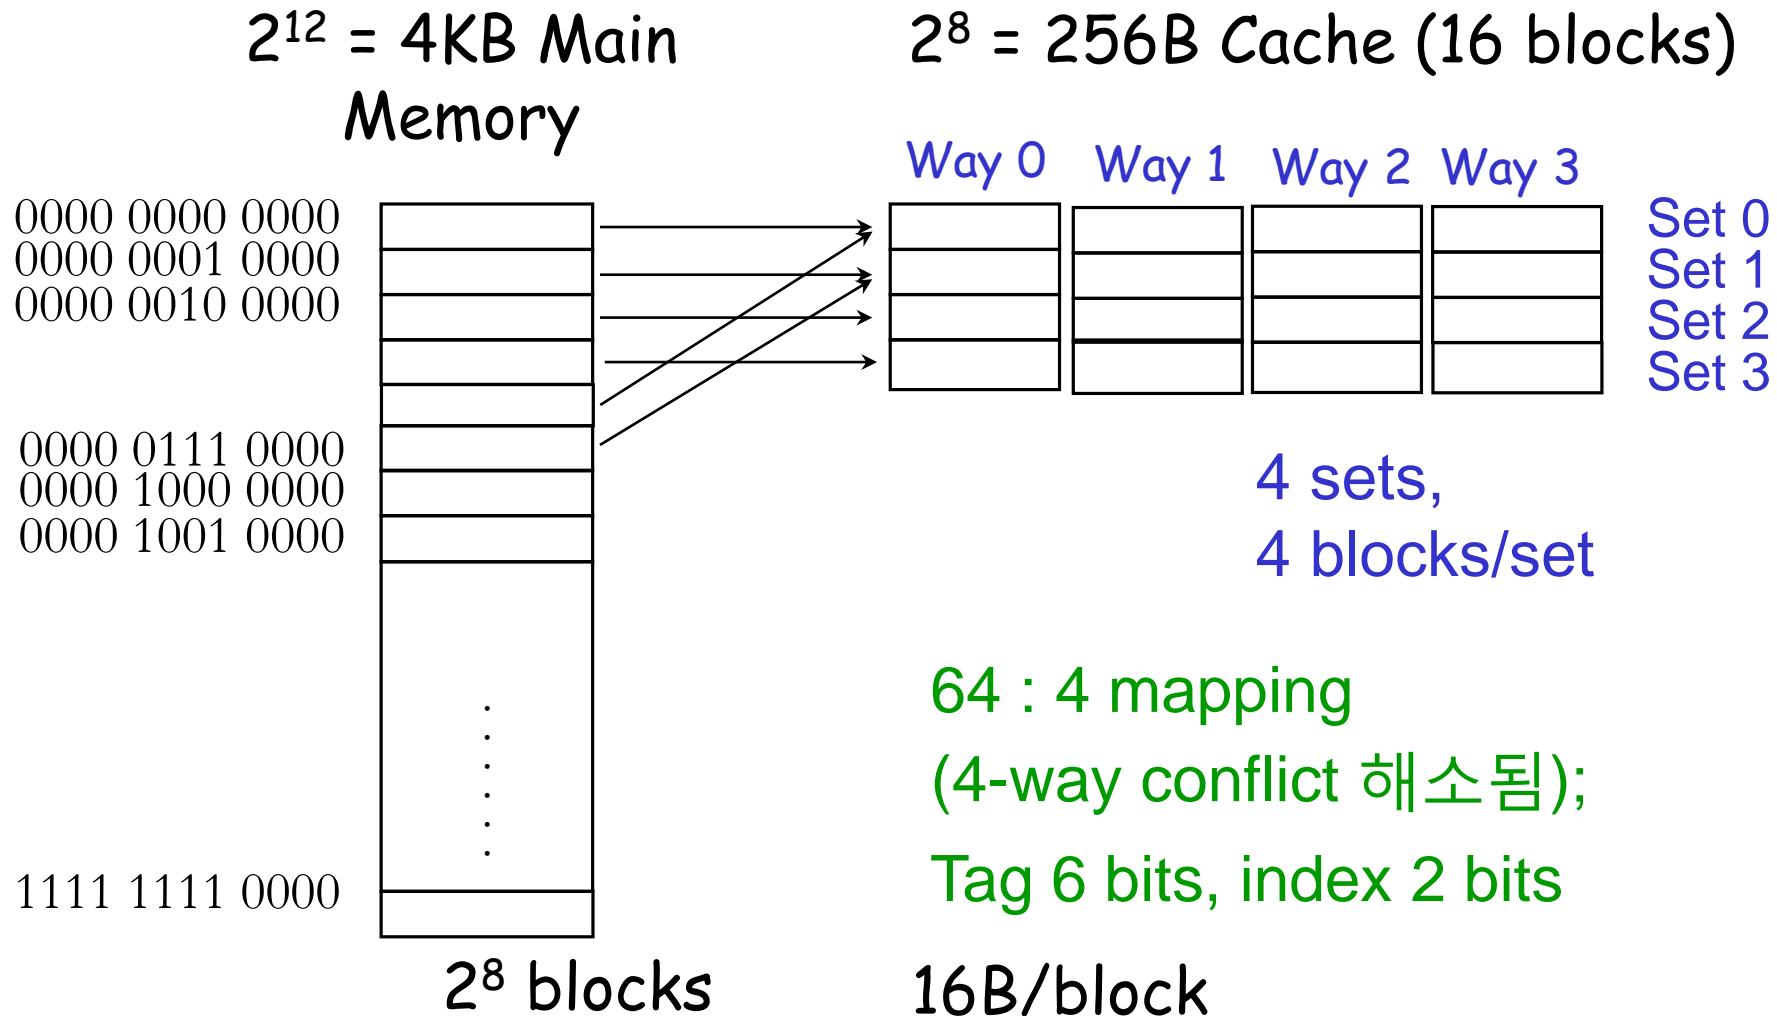 2¹² = 4KB Main
Memory
2⁸ = 256B Cache (16 blocks)
Way 0 Way 1 Way 2 Way 3
0000 0000 0000
0000 0001 0000
0000 0010 0000
0000 0111 0000
0000 1000 0000
0000 1001 0000
1111 1111 0000
Set 0
Set 1
Set 2
Set 3
4 sets,
4 blocks/set
64 : 4 mapping
(4-way conflict 해소됨);
Tag 6 bits, index 2 bits
2⁸ blocks
16B/block